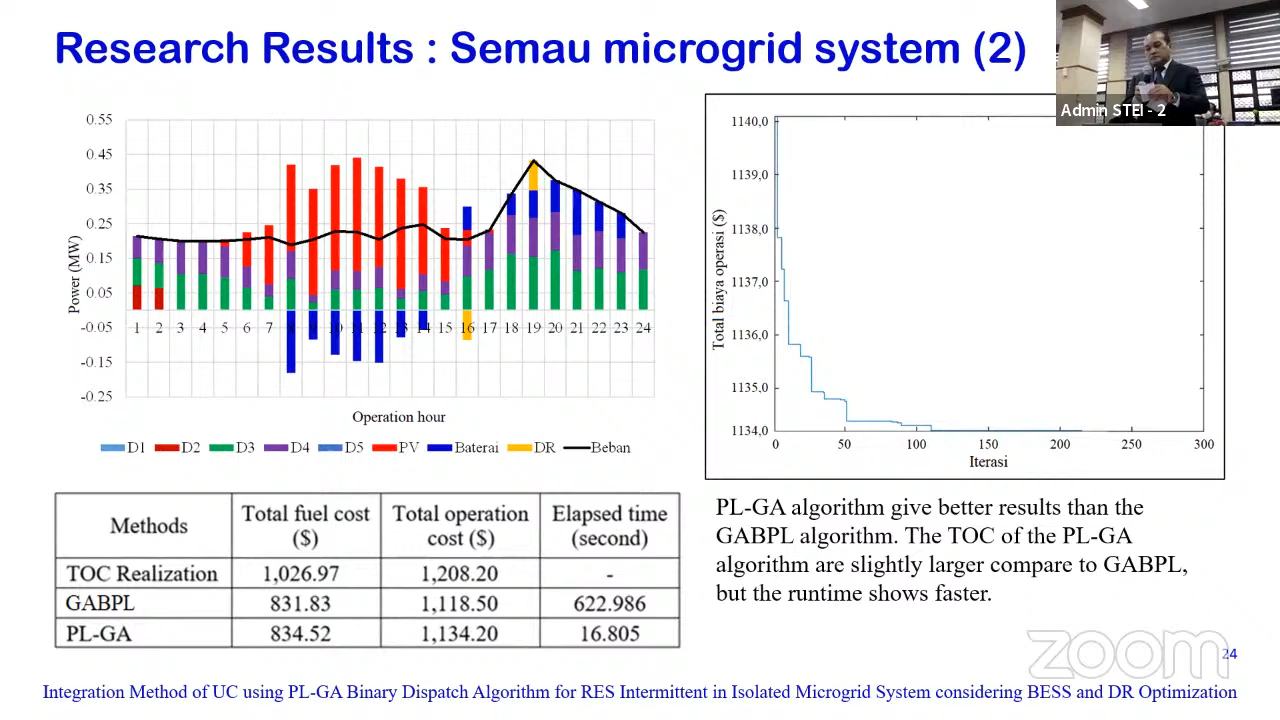 Research Results : Semau microgrid system (2)
Admin STEI - 2
0.55
0.45
0.35
0.25
0.15
0.05
-0.05
-0.15
-0.25
Power (MW)
1 2 3 4 5 6 7 8 9 10 11 12 13 14 15 16 17 18 19 20 21 22 23 24
Operation hour
D1 D2 D3 D4 D5 PV Baterai DR Beban
1140,0
1139,0
1138,0
1137,0
1136,0
1135,0
1134,0
Total biaya operasi ($)
0 50 100 150 200 250 300
Iterasi
Methods Total fuel cost ($) Total operation cost ($) Elapsed time (second)
TOC Realization 1,026.97 1,208.20 -
GABPL 831.83 1,118.50 622.986
PL-GA 834.52 1,134.20 16.805
PL-GA algorithm give better results than the
GABPL algorithm. The TOC of the PL-GA
algorithm are slightly larger compare to GABPL,
but the runtime shows faster.
zoom
24
Integration Method of UC using PL-GA Binary Dispatch Algorithm for RES Intermittent in Isolated Microgrid System considering BESS and DR Optimization